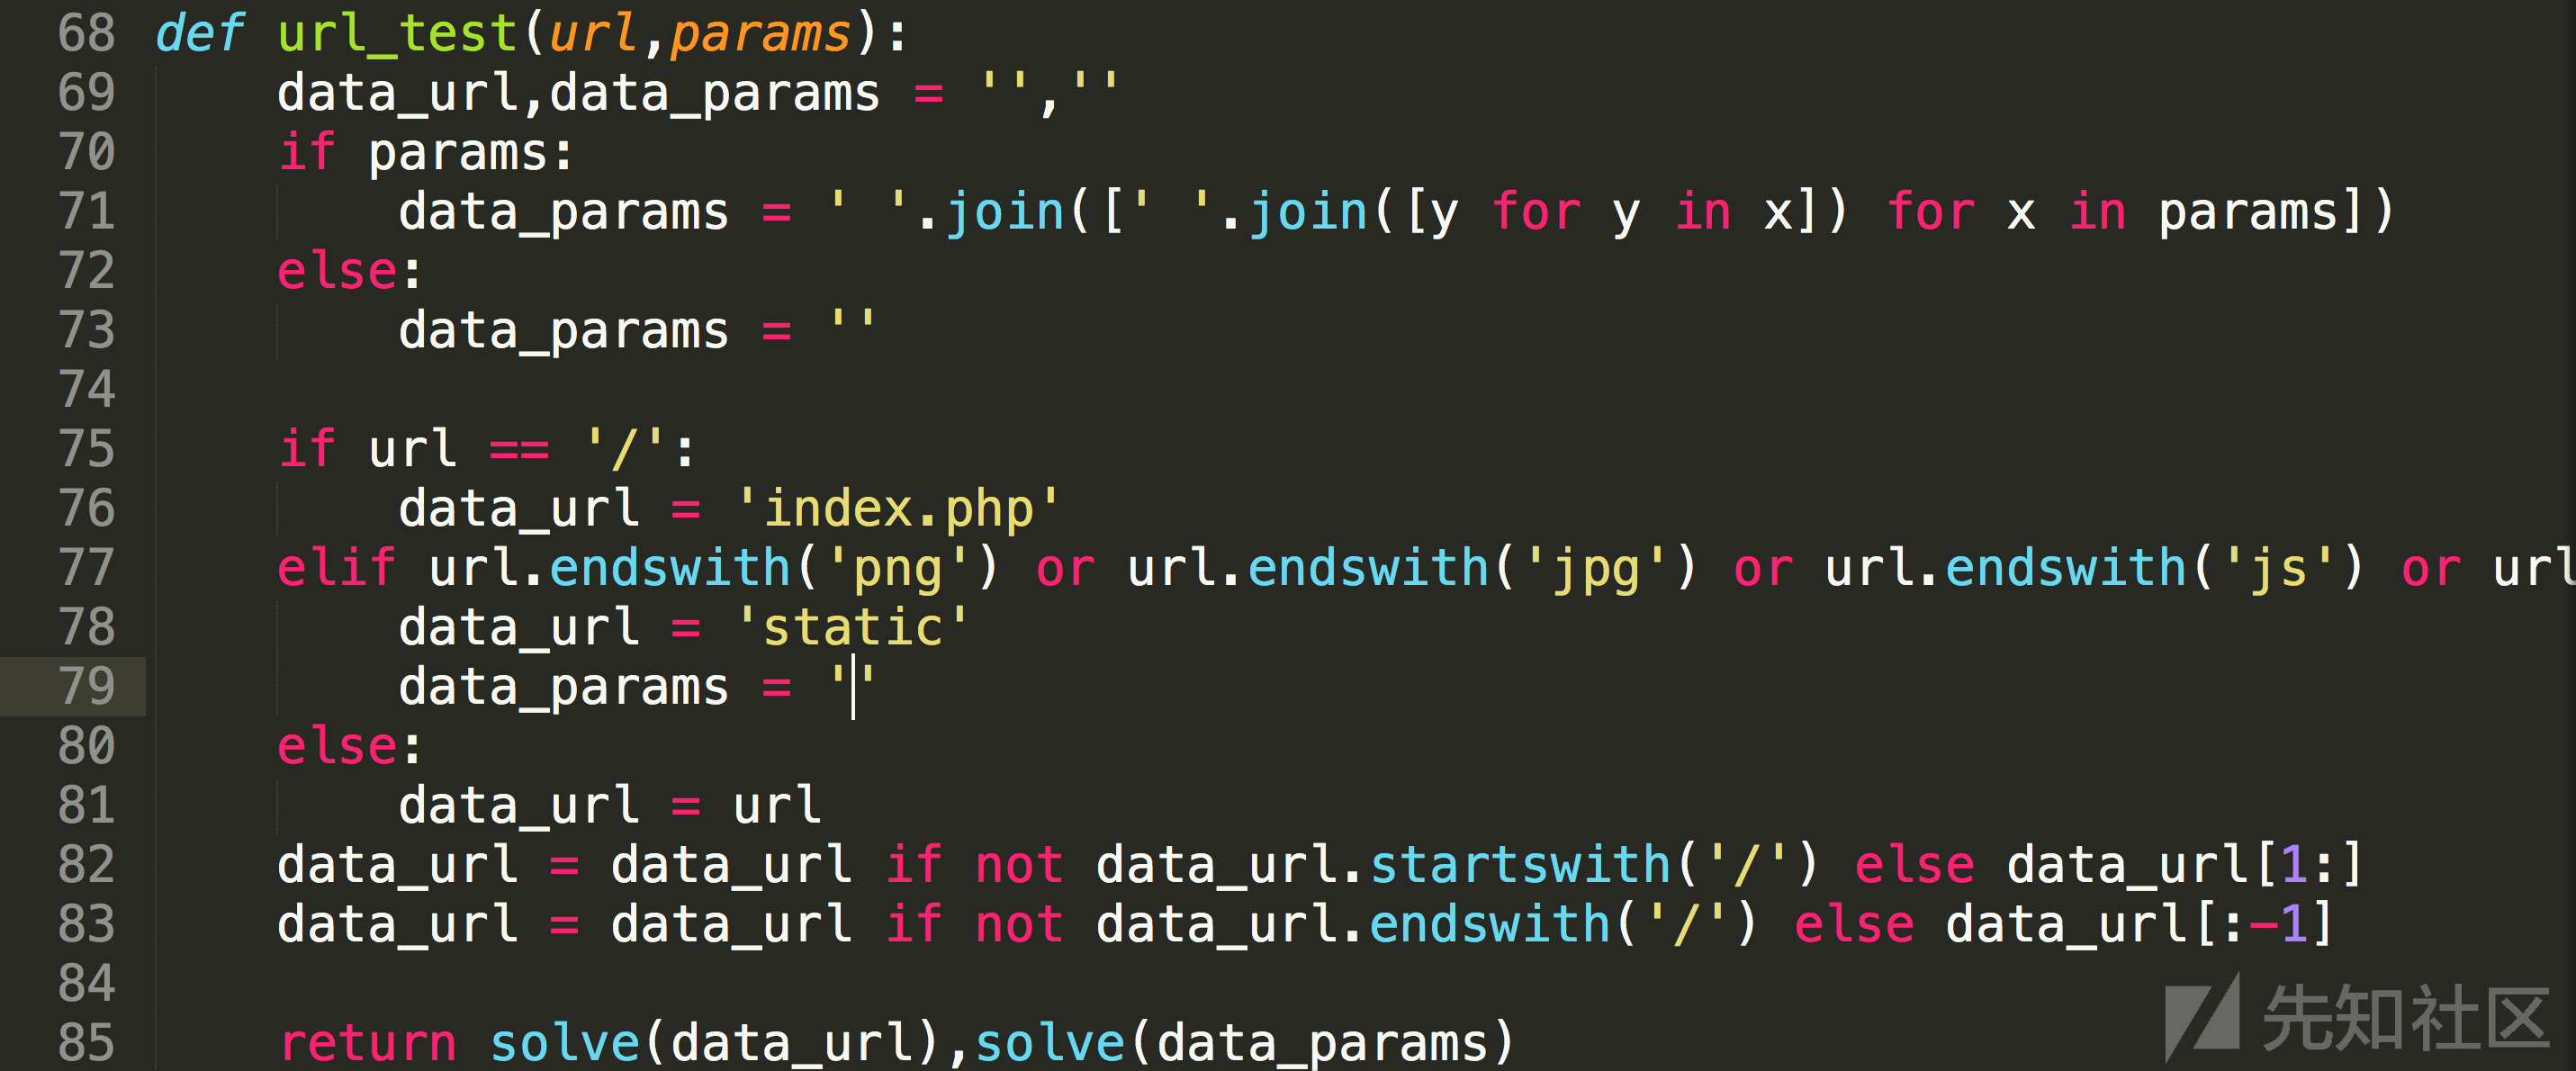 68 def url_test(url,params):
69     data_url,data_params = '',''
70     if params:
71         data_params = ' '.join([' '.join([y for y in x]) for x in params])
72     else:
73         data_params = ''
74
75     if url == '/':
76         data_url = 'index.php'
77     elif url.endswith('png') or url.endswith('jpg') or url.endswith('js') or url
78         data_url = 'static'
79         data_params = ''
80     else:
81         data_url = url
82     data_url = data_url if not data_url.startswith('/') else data_url[1:]
83     data_url = data_url if not data_url.endswith('/') else data_url[:-1]
84
85     return solve(data_url),solve(data_params)
先知社区